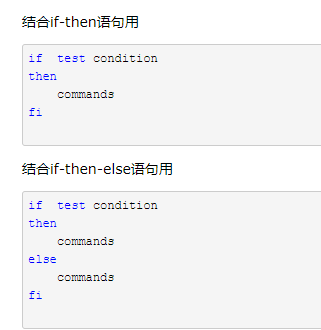 结合if-then语句用
if  test condition
then
    commands
fi
结合if-then-else语句用
if  test condition
then
    commands
else
    commands
fi